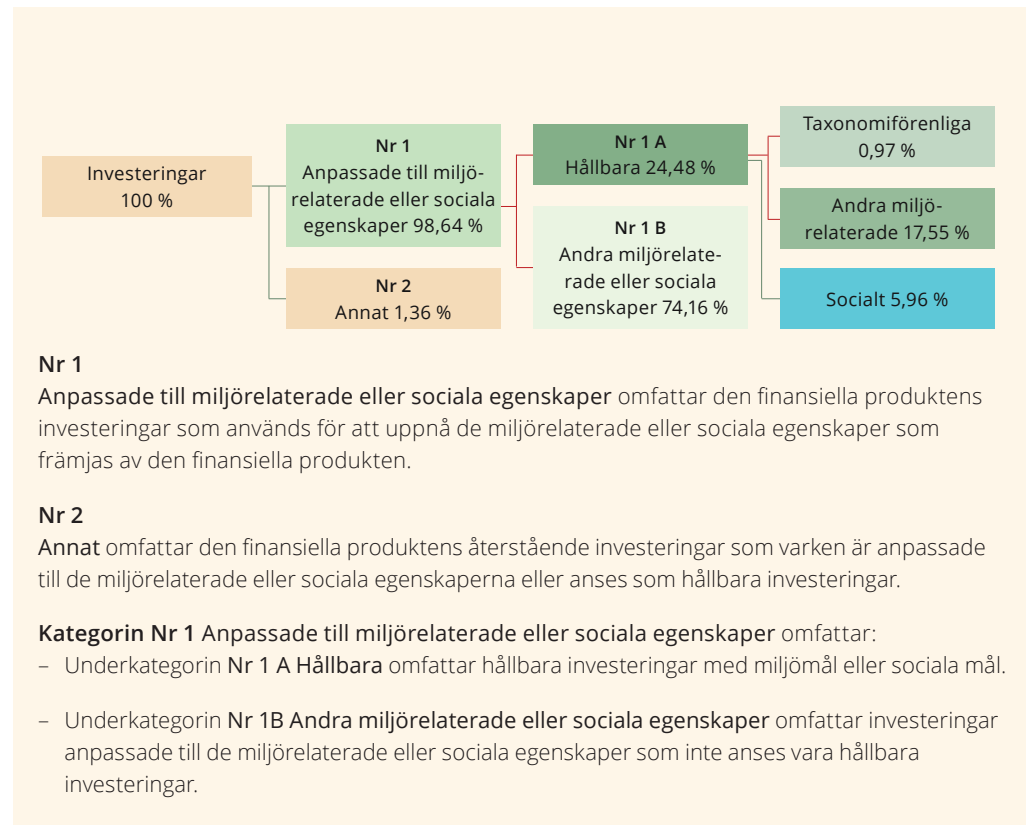 Investeringar
100 %
Nr 1
Anpassade till miljö-
relaterade eller sociala
egenskaper 98,64 %
Nr 2
Annat 1,36 %
Nr 1 A
Hållbara 24,48 %
Nr 1 B
Andra miljörelate-
rade eller sociala
egenskaper 74,16 %
Taxonomiförenliga
0,97 %
Andra miljö-
relaterade 17,55 %
Socialt 5,96 %
Nr 1
Anpassade till miljörelaterade eller sociala egenskaper omfattar den finansiella produktens
investeringar som används för att uppnå de miljörelaterade eller sociala egenskaper som
främjas av den finansiella produkten.
Nr 2
Annat omfattar den finansiella produktens återstående investeringar som varken är anpassade
till de miljörelaterade eller sociala egenskaperna eller anses som hållbara investeringar.
Kategorin Nr 1 Anpassade till miljörelaterade eller sociala egenskaper omfattar:
– Underkategorin Nr 1 A Hållbara omfattar hållbara investeringar med miljömål eller sociala mål.
– Underkategorin Nr 1B Andra miljörelaterade eller sociala egenskaper omfattar investeringar
anpassade till de miljörelaterade eller sociala egenskaper som inte anses vara hållbara
investeringar.